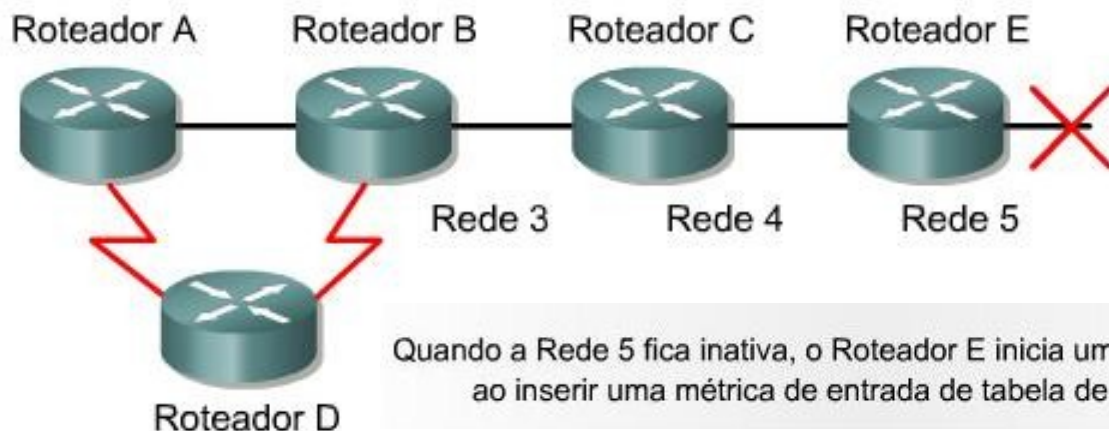 Roteador A Roteador B Roteador C Roteador E
Rede 3 Rede 4 Rede 5
Quando a Rede 5 fica inativa, o Roteador E inicia um
ao inserir uma métrica de entrada de tabela de
Roteador D